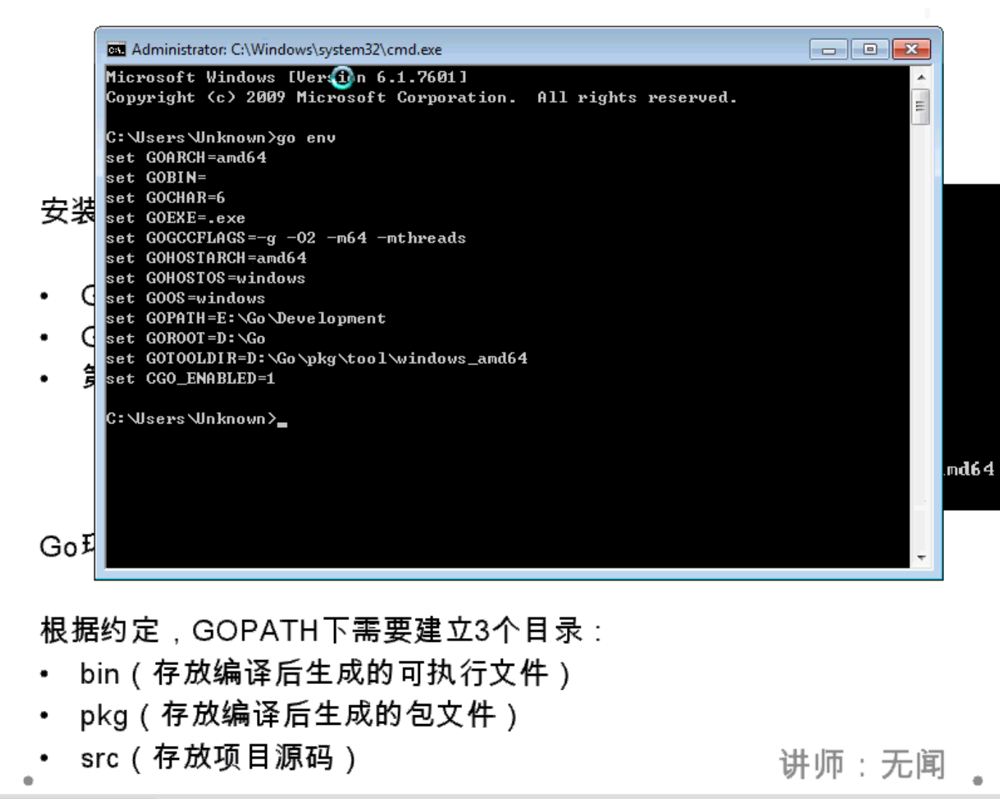 Administrator: C:\Windows\system32\cmd.exe
Microsoft Windows [Version 6.1.7601]
Copyright (c) 2009 Microsoft Corporation.  All rights reserved.
C:\Users\Unknown>go env
set GOARCH=amd64
set GOBIN=
set GOCHAR=6
set GOEXE=.exe
set GOGCCFLAGS=-g -O2 -m64 -mthreads
set GOHOSTARCH=amd64
set GOHOSTOS=windows
set GOOS=windows
set GOPATH=E:\Go\Development
set GOROOT=D:\Go
set GOTOOLDIR=D:\Go\pkg\tool\windows_amd64
set CGO_ENABLED=1
C:\Users\Unknown>_
安装
md64
Go
根据约定，GOPATH下需要建立3个目录：
• bin（存放编译后生成的可执行文件）
• pkg（存放编译后生成的包文件）
• src（存放项目源码）
讲师：无闻